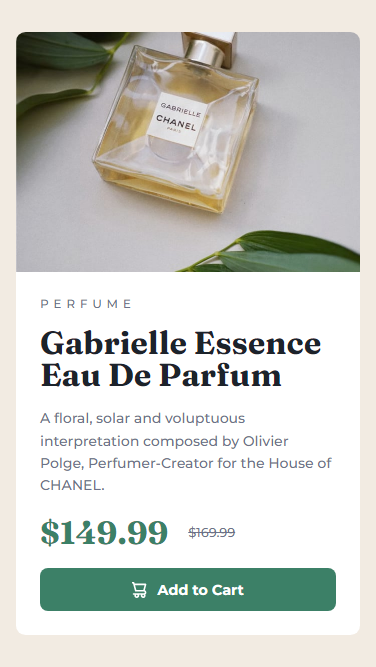 GABRIELLE
CHANEL
PARIS
PERFUME
Gabrielle Essence
Eau De Parfum
A floral, solar and voluptuous
interpretation composed by Olivier
Polge, Perfumer-Creator for the House of
CHANEL.
$149.99 $169.99
Add to Cart